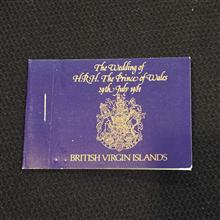 The Wedding of
H.R.H. The Prince of Wales
29th July 1981
BRITISH VIRGIN ISLANDS